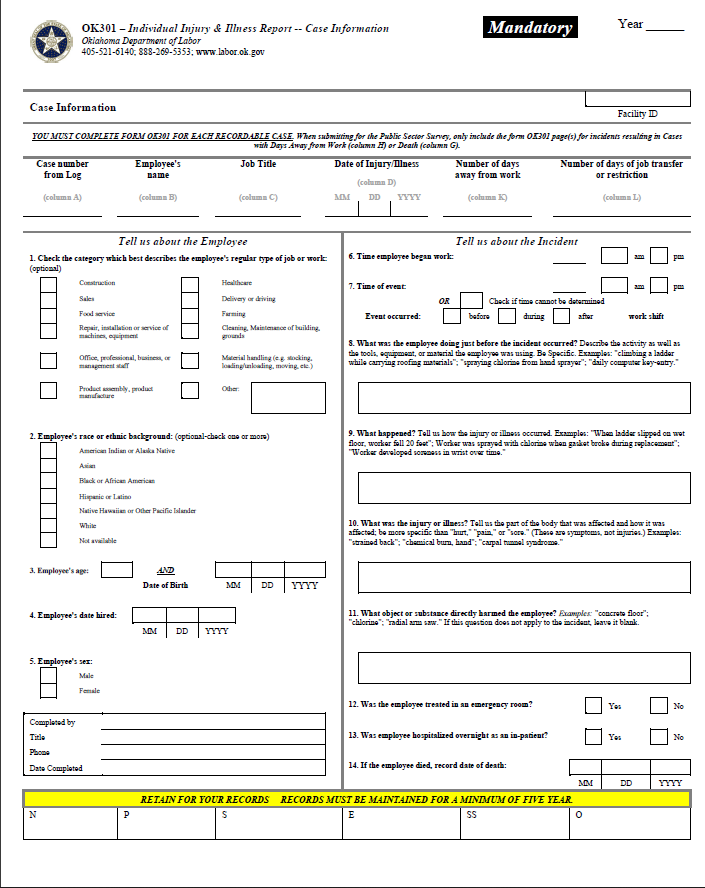 OK301 – Individual Injury & Illness Report -- Case Information
Oklahoma Department of Labor
405-521-6140; 888-269-5353; www.labor.ok.gov
Mandatory
Year ______
Case Information
Facility ID
YOU MUST COMPLETE FORM OK301 FOR EACH RECORDABLE CASE. When submitting for the Public Sector Survey, only include the form OK301 page(s) for incidents resulting in Cases
with Days Away from Work (column H) or Death (column G).
Case number from Log
(column A)
Employee's name
(column B)
Job Title
(column C)
Date of Injury/Illness
(column D)
MM DD YYYY
Number of days away from work
(column K)
Number of days of job transfer or restriction
(column L)
Tell us about the Employee
1. Check the category which best describes the employee's regular type of job or work:
(optional)
Construction
Healthcare
Sales
Delivery or driving
Food service
Farming
Repair, installation or service of machines, equipment
Cleaning, Maintenance of building, grounds
Office, professional, business, or management staff
Material handling (e.g. stocking, loading/unloading, moving, etc.)
Product assembly, product manufacture
Other:
2. Employee's race or ethnic background: (optional-check one or more)
American Indian or Alaska Native
Asian
Black or African American
Hispanic or Latino
Native Hawaiian or Other Pacific Islander
White
Not available
3. Employee's age:
AND
Date of Birth
MM DD YYYY
4. Employee's date hired:
MM DD YYYY
5. Employee's sex:
Male
Female
Completed by
Title
Phone
Date Completed
Tell us about the Incident
6. Time employee began work: am pm
7. Time of event: am pm
OR Check if time cannot be determined
Event occurred: before during after work shift
8. What was the employee doing just before the incident occurred? Describe the activity as well as
the tools, equipment, or material the employee was using. Be Specific. Examples: "climbing a ladder
while carrying roofing materials"; "spraying chlorine from hand sprayer"; "daily computer key-entry."
9. What happened? Tell us how the injury or illness occurred. Examples: "When ladder slipped on wet
floor, worker fell 20 feet"; Worker was sprayed with chlorine when gasket broke during replacement";
"Worker developed soreness in wrist over time."
10. What was the injury or illness? Tell us the part of the body that was affected and how it was
affected; be more specific than "hurt," "pain," or "sore." (These are symptoms, not injuries.) Examples:
"strained back"; "chemical burn, hand"; "carpal tunnel syndrome."
11. What object or substance directly harmed the employee? Examples: "concrete floor";
"chlorine"; "radial arm saw." If this question does not apply to the incident, leave it blank.
12. Was the employee treated in an emergency room? Yes No
13. Was employee hospitalized overnight as an in-patient? Yes No
14. If the employee died, record date of death:
MM DD YYYY
RETAIN FOR YOUR RECORDS RECORDS MUST BE MAINTAINED FOR A MINIMUM OF FIVE YEAR.
N P S E SS O